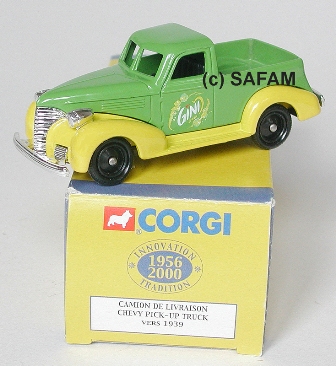 (c) SAFAM
GINI
CORGI
INNOVATION
1956
2000
TRADITION
CAMION DE LIVRAISON
CHEVY PICK-UP TRUCK
VERS 1939